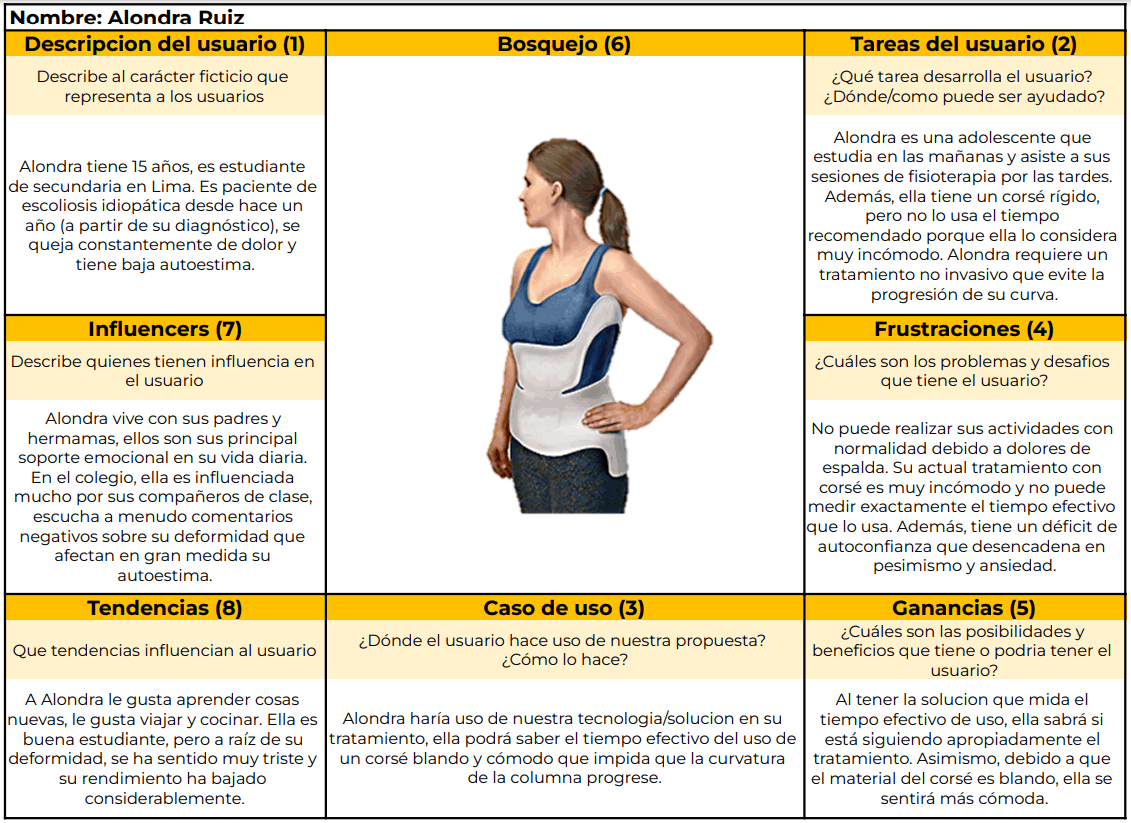 Nombre: Alondra Ruiz
Descripcion del usuario (1)
Describe al carácter ficticio que
representa a los usuarios
Alondra tiene 15 años, es estudiante
de secundaria en Lima. Es paciente de
escoliosis idiopática desde hace un
año (a partir de su diagnóstico), se
queja constantemente de dolor y
tiene baja autoestima.
Bosquejo (6)
Tareas del usuario (2)
¿Qué tarea desarrolla el usuario?
¿Dónde/como puede ser ayudado?
Alondra es una adolescente que
estudia en las mañanas y asiste a sus
sesiones de fisioterapia por las tardes.
Además, ella tiene un corsé rígido,
pero no lo usa el tiempo
recomendado porque ella lo considera
muy incómodo. Alondra requiere un
tratamiento no invasivo que evite la
progresión de su curva.
Influencers (7)
Describe quienes tienen influencia en
el usuario
Alondra vive con sus padres y
hermamas, ellos son sus principal
soporte emocional en su vida diaria.
En el colegio, ella es influenciada
mucho por sus compañeros de clase,
escucha a menudo comentarios
negativos sobre su deformidad que
afectan en gran medida su
autoestima.
Frustraciones (4)
¿Cuáles son los problemas y desafios
que tiene el usuario?
No puede realizar sus actividades con
normalidad debido a dolores de
espalda. Su actual tratamiento con
corsé es muy incómodo y no puede
medir exactamente el tiempo efectivo
que lo usa. Además, tiene un déficit de
autoconfianza que desencadena en
pesimismo y ansiedad.
Tendencias (8)
Que tendencias influencian al usuario
A Alondra le gusta aprender cosas
nuevas, le gusta viajar y cocinar. Ella es
buena estudiante, pero a raíz de su
deformidad, se ha sentido muy triste y
su rendimiento ha bajado
considerablemente.
Caso de uso (3)
¿Dónde el usuario hace uso de nuestra propuesta?
¿Cómo lo hace?
Alondra haría uso de nuestra tecnologia/solucion en su
tratamiento, ella podrá saber el tiempo efectivo del uso de
un corsé blando y cómodo que impida que la curvatura
de la columna progrese.
Ganancias (5)
¿Cuáles son las posibilidades y
beneficios que tiene o podria tener el
usuario?
Al tener la solucion que mida el
tiempo efectivo de uso, ella sabrá si
está siguiendo apropiadamente el
tratamiento. Asimismo, debido a que
el material del corsé es blando, ella se
sentirá más cómoda.